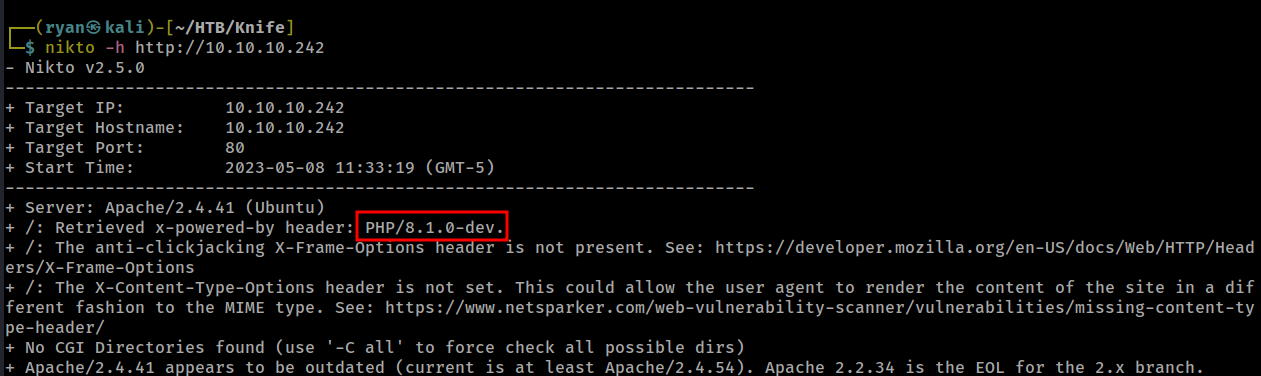 ┌──(ryan㉿kali)-[~/HTB/Knife]
└─$ nikto -h http://10.10.10.242
- Nikto v2.5.0
---------------------------------------------------------------------------
+ Target IP:          10.10.10.242
+ Target Hostname:    10.10.10.242
+ Target Port:        80
+ Start Time:         2023-05-08 11:33:19 (GMT-5)
---------------------------------------------------------------------------
+ Server: Apache/2.4.41 (Ubuntu)
+ /: Retrieved x-powered-by header: PHP/8.1.0-dev.
+ /: The anti-clickjacking X-Frame-Options header is not present. See: https://developer.mozilla.org/en-US/docs/Web/HTTP/Head
ers/X-Frame-Options
+ /: The X-Content-Type-Options header is not set. This could allow the user agent to render the content of the site in a dif
ferent fashion to the MIME type. See: https://www.netsparker.com/web-vulnerability-scanner/vulnerabilities/missing-content-ty
pe-header/
+ No CGI Directories found (use '-C all' to force check all possible dirs)
+ Apache/2.4.41 appears to be outdated (current is at least Apache/2.4.54). Apache 2.2.34 is the EOL for the 2.x branch.